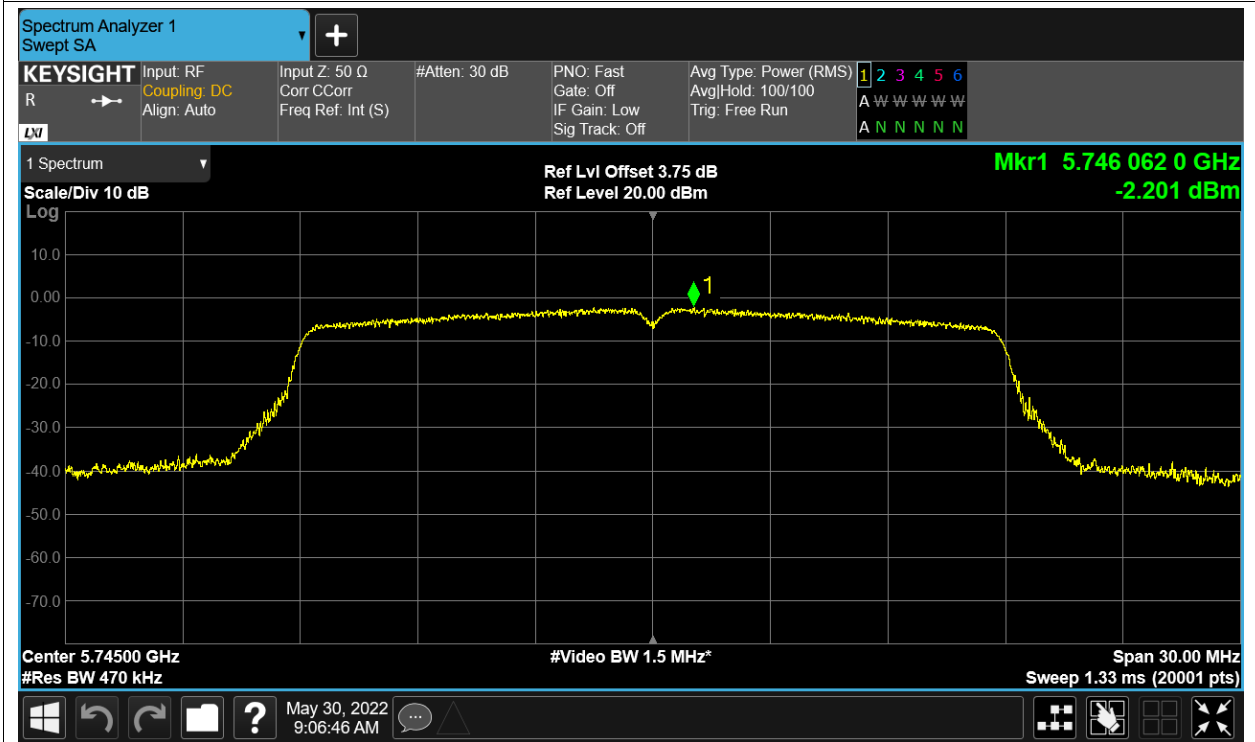 Spectrum Analyzer 1
Swept SA
+
KEYSIGHT
R
LXI
Input: RF
Coupling: DC
Align: Auto
Input Z: 50 Ω
Corr CCorr
Freq Ref: Int (S)
#Atten: 30 dB
PNO: Fast
Gate: Off
IF Gain: Low
Sig Track: Off
Avg Type: Power (RMS)
Avg|Hold: 100/100
Trig: Free Run
1 2 3 4 5 6
A W W W W W
A N N N N N
1 Spectrum
Scale/Div 10 dB
Log
Ref Lvl Offset 3.75 dB
Ref Level 20.00 dBm
Mkr1 5.746 062 0 GHz
-2.201 dBm
10.0
0.00
-10.0
-20.0
-30.0
-40.0
-50.0
-60.0
-70.0
1
Center 5.74500 GHz
#Res BW 470 kHz
#Video BW 1.5 MHz*
Span 30.00 MHz
Sweep 1.33 ms (20001 pts)
?
May 30, 2022
9:06:46 AM